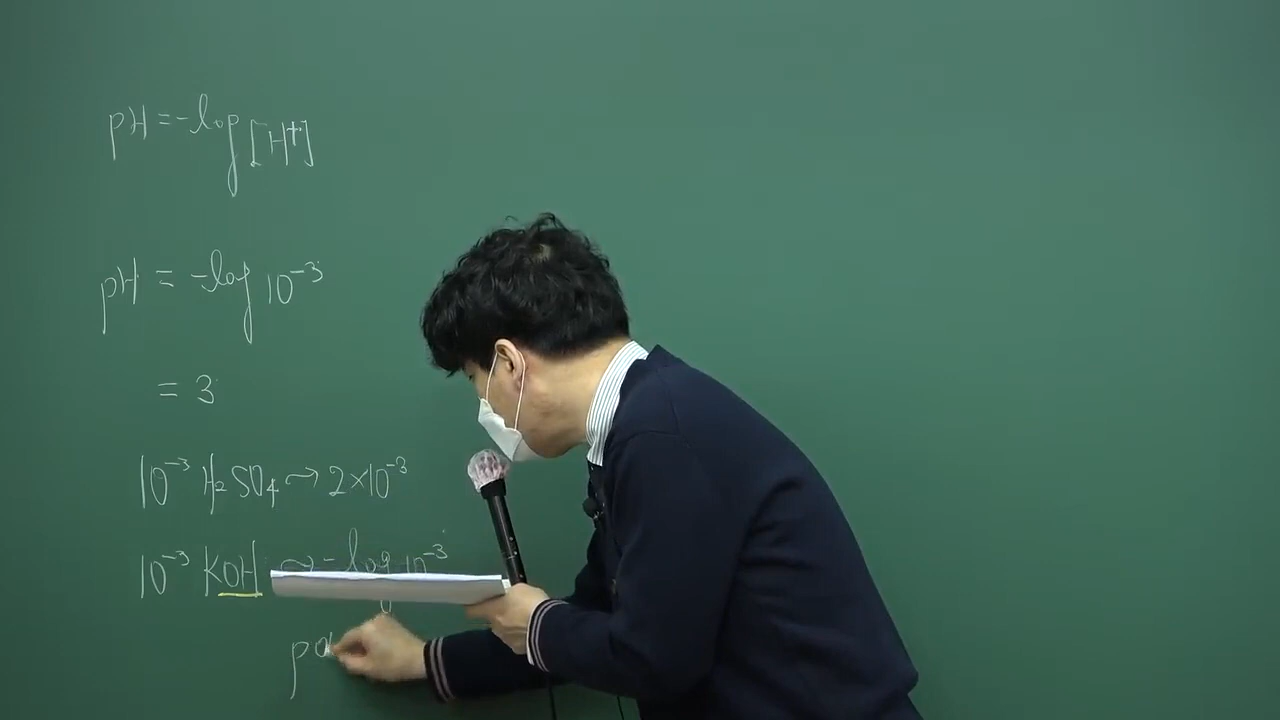 pH = -log [H⁺]
pH = -log 10⁻³
= 3
10⁻³ H₂SO₄ ⤳ 2×10⁻³
10⁻³ KOH ⤳ -log 10⁻³
pO